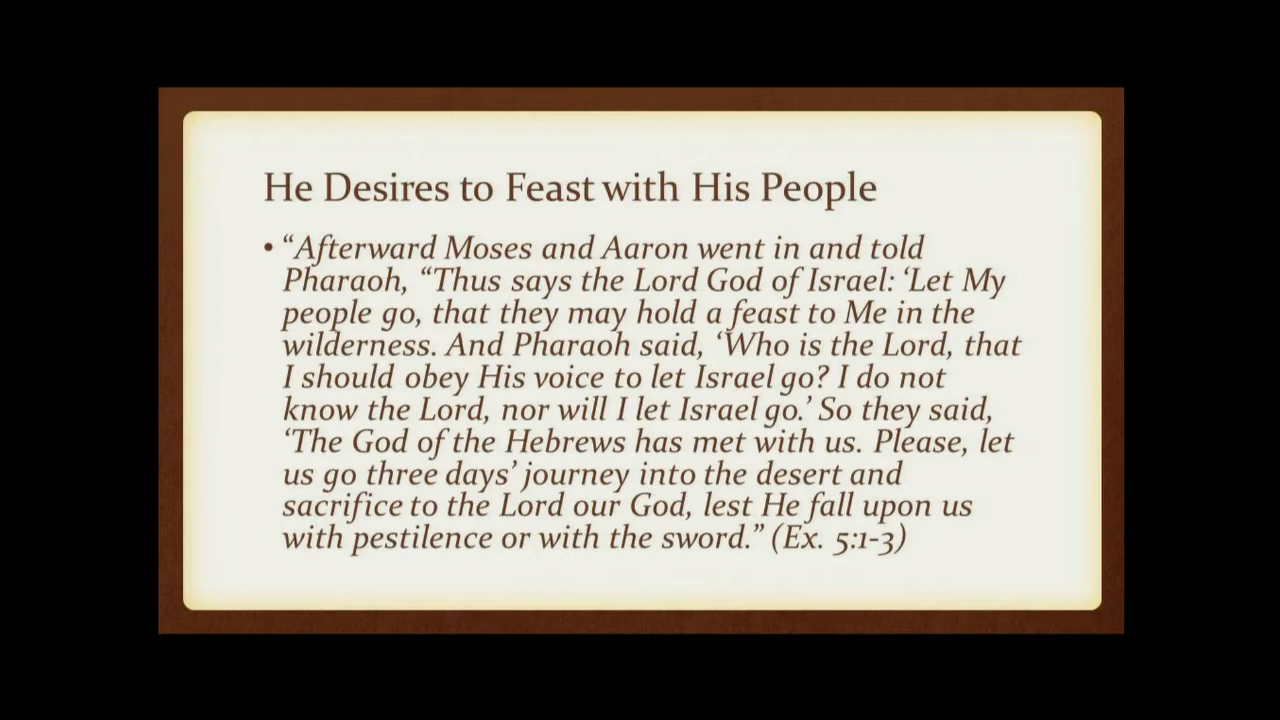 He Desires to Feast with His People
• “Afterward Moses and Aaron went in and told
Pharaoh, “Thus says the Lord God of Israel: ‘Let My
people go, that they may hold a feast to Me in the
wilderness. And Pharaoh said, ‘Who is the Lord, that
I should obey His voice to let Israel go? I do not
know the Lord, nor will I let Israel go.’ So they said,
‘The God of the Hebrews has met with us. Please, let
us go three days’ journey into the desert and
sacrifice to the Lord our God, lest He fall upon us
with pestilence or with the sword.” (Ex. 5:1-3)